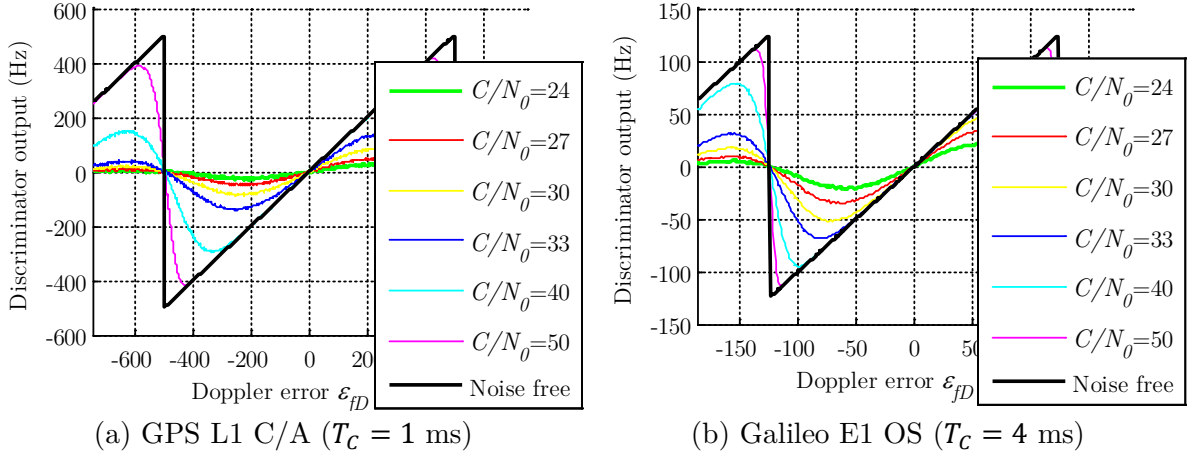 600
400
200
0
-200
-400
-600
Discriminator output (Hz)
-600 -400 -200 0 20
Doppler error εfD
C/N0=24
C/N0=27
C/N0=30
C/N0=33
C/N0=40
C/N0=50
Noise free
(a) GPS L1 C/A (TC = 1 ms)
150
100
50
0
-50
-100
-150
Discriminator output (Hz)
-150 -100 -50 0 50
Doppler error εfD
C/N0=24
C/N0=27
C/N0=30
C/N0=33
C/N0=40
C/N0=50
Noise free
(b) Galileo E1 OS (TC = 4 ms)